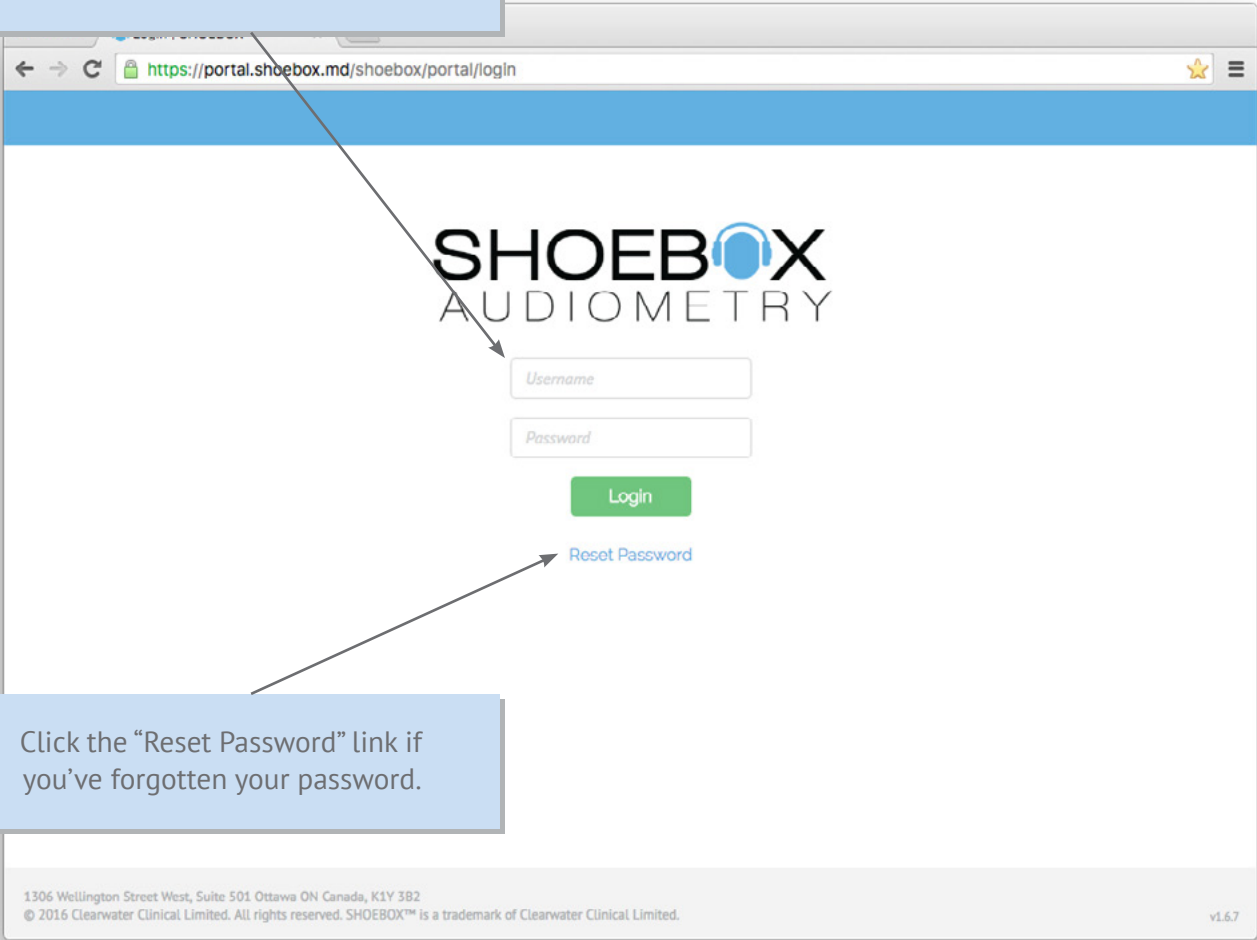 Login | SHOEBOX
https://portal.shoebox.md/shoebox/portal/login
SHOEBOX
AUDIOMETRY
Username
Password
Login
Reset Password
Click the “Reset Password” link if
you’ve forgotten your password.
1306 Wellington Street West, Suite 501 Ottawa ON Canada, K1Y 3B2
© 2016 Clearwater Clinical Limited. All rights reserved. SHOEBOX™ is a trademark of Clearwater Clinical Limited.
v1.6.7